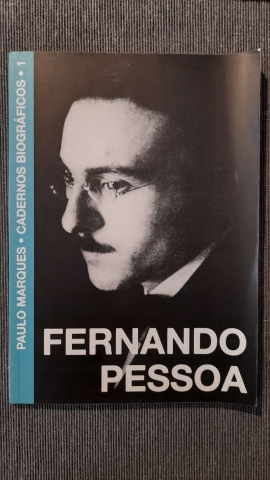 PAULO MARQUES • CADERNOS BIOGRÁFICOS • 1
FERNANDO
PESSOA